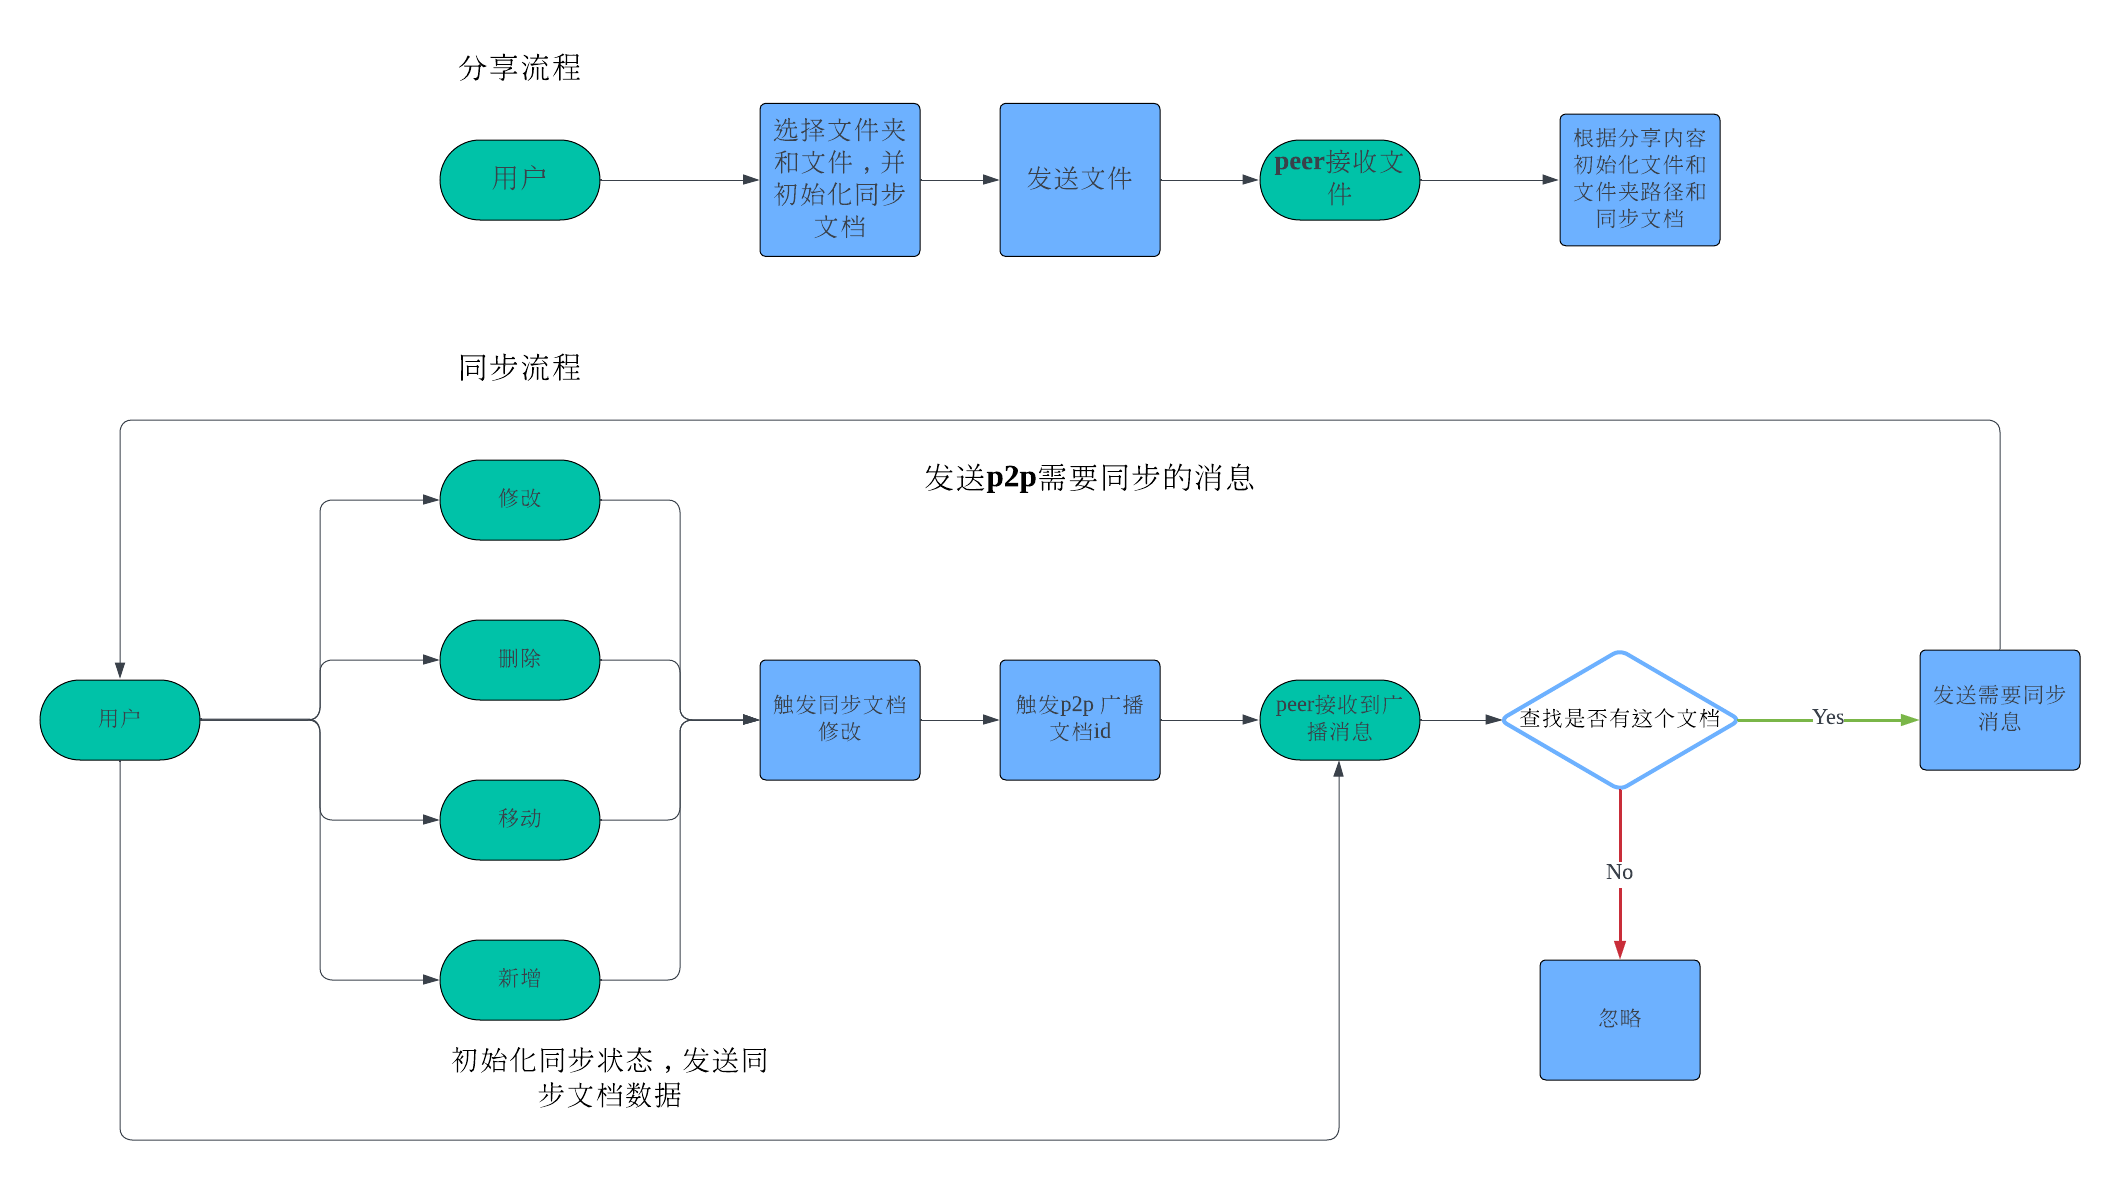 分享流程
用户
选择文件夹
和文件，并
初始化同步
文档
发送文件
peer接收文
件
根据分享内容
初始化文件和
文件夹路径和
同步文档
同步流程
发送p2p需要同步的消息
修改
删除
移动
新增
用户
触发同步文档
修改
触发p2p 广播
文档id
peer接收到广
播消息
查找是否有这个文档
Yes
发送需要同步
消息
No
忽略
初始化同步状态，发送同
步文档数据